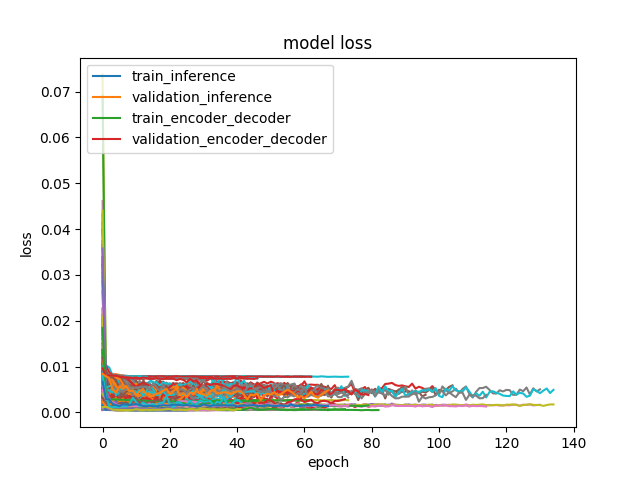 model loss
train_inference
validation_inference
train_encoder_decoder
validation_encoder_decoder
0.07
0.06
0.05
0.04
0.03
0.02
0.01
0.00
loss
0 20 40 60 80 100 120 140
epoch